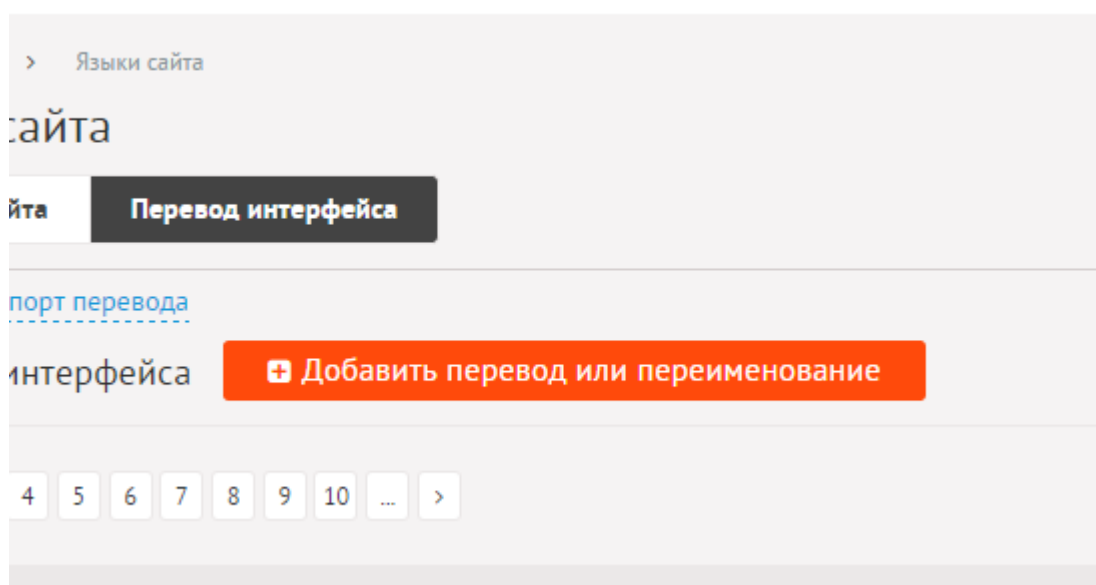 > Языки сайта
сайта
йта Перевод интерфейса
порт перевода
интерфейса Добавить перевод или переименование
4 5 6 7 8 9 10 ... >